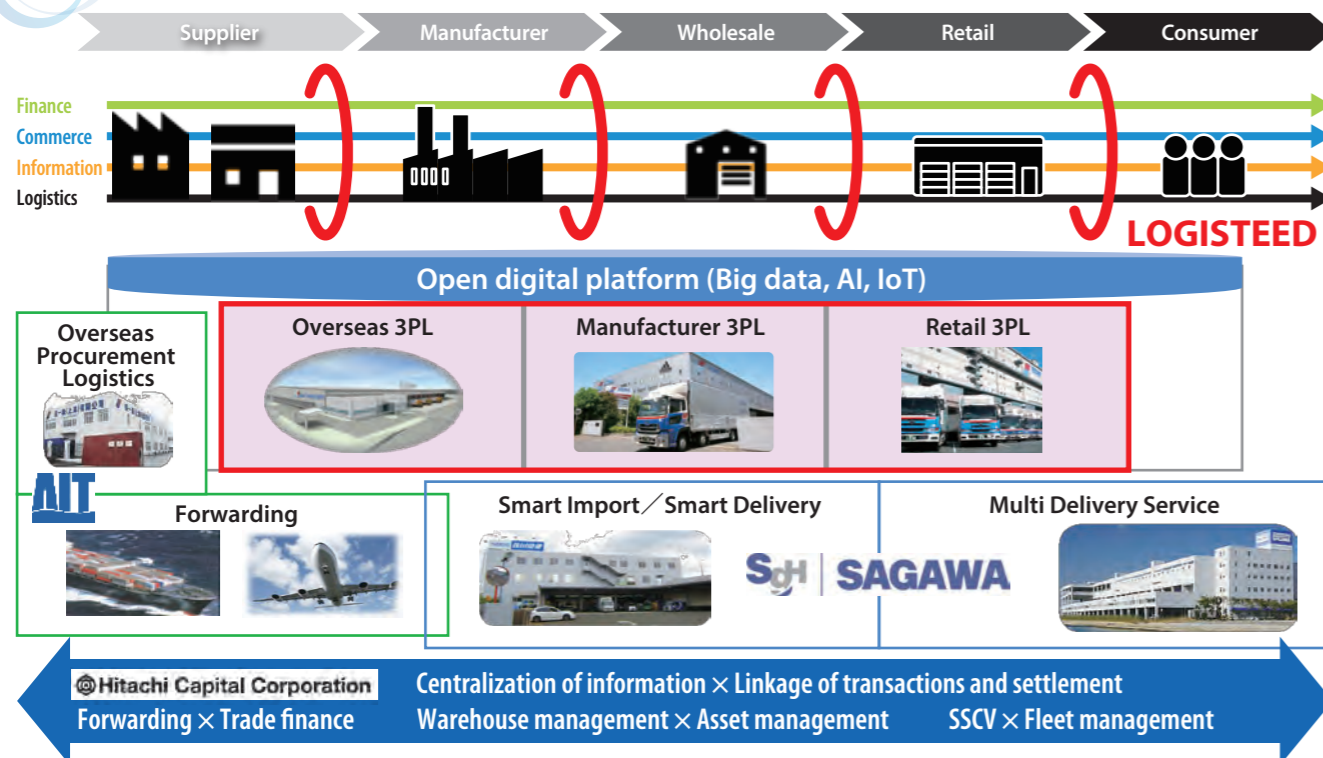 Supplier
Manufacturer
Wholesale
Retail
Consumer
Finance
Commerce
Information
Logistics
LOGISTEED
Open digital platform (Big data, AI, IoT)
Overseas
Procurement
Logistics
Overseas 3PL
Manufacturer 3PL
Retail 3PL
AIT
Forwarding
Smart Import／Smart Delivery
Multi Delivery Service
SGH SAGAWA
Hitachi Capital Corporation
Centralization of information × Linkage of transactions and settlement
Forwarding × Trade finance
Warehouse management × Asset management
SSCV × Fleet management